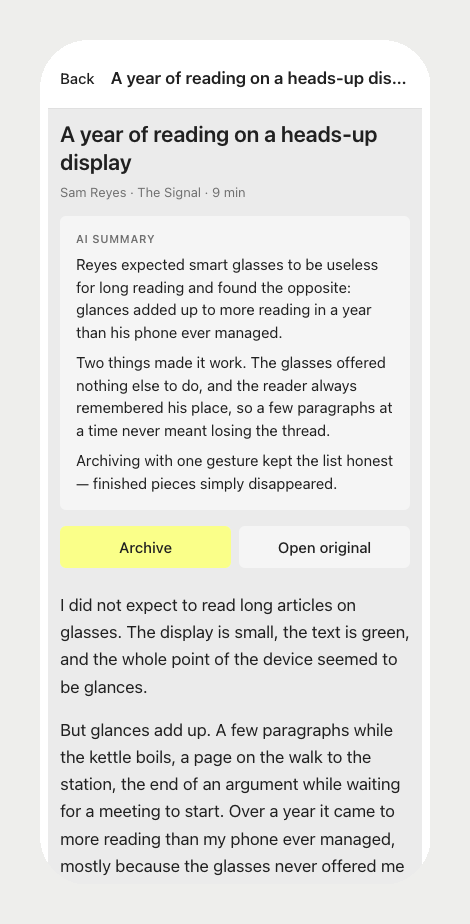 Back A year of reading on a heads-up dis...
A year of reading on a heads-up
display
Sam Reyes · The Signal · 9 min
AI SUMMARY
Reyes expected smart glasses to be useless
for long reading and found the opposite:
glances added up to more reading in a year
than his phone ever managed.
Two things made it work. The glasses offered
nothing else to do, and the reader always
remembered his place, so a few paragraphs at
a time never meant losing the thread.
Archiving with one gesture kept the list honest
— finished pieces simply disappeared.
Archive Open original
I did not expect to read long articles on
glasses. The display is small, the text is green,
and the whole point of the device seemed to
be glances.
But glances add up. A few paragraphs while
the kettle boils, a page on the walk to the
station, the end of an argument while waiting
for a meeting to start. Over a year it came to
more reading than my phone ever managed,
mostly because the glasses never offered me